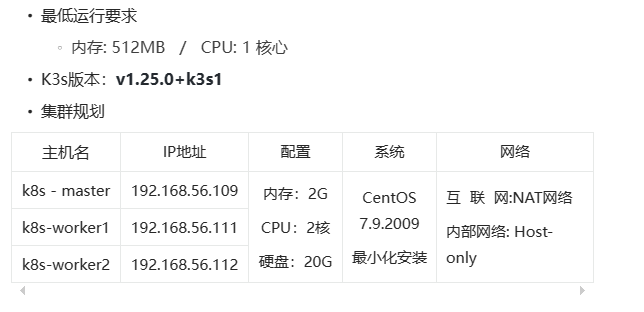 最低运行要求
内存: 512MB / CPU: 1 核心
K3s版本：v1.25.0+k3s1
集群规划
主机名 IP地址 配置 系统 网络
k8s - master 192.168.56.109
k8s-worker1 192.168.56.111
k8s-worker2 192.168.56.112
内存：2G
CPU：2核
硬盘：20G
CentOS
7.9.2009
最小化安装
互 联 网:NAT网络
内部网络: Host-
only